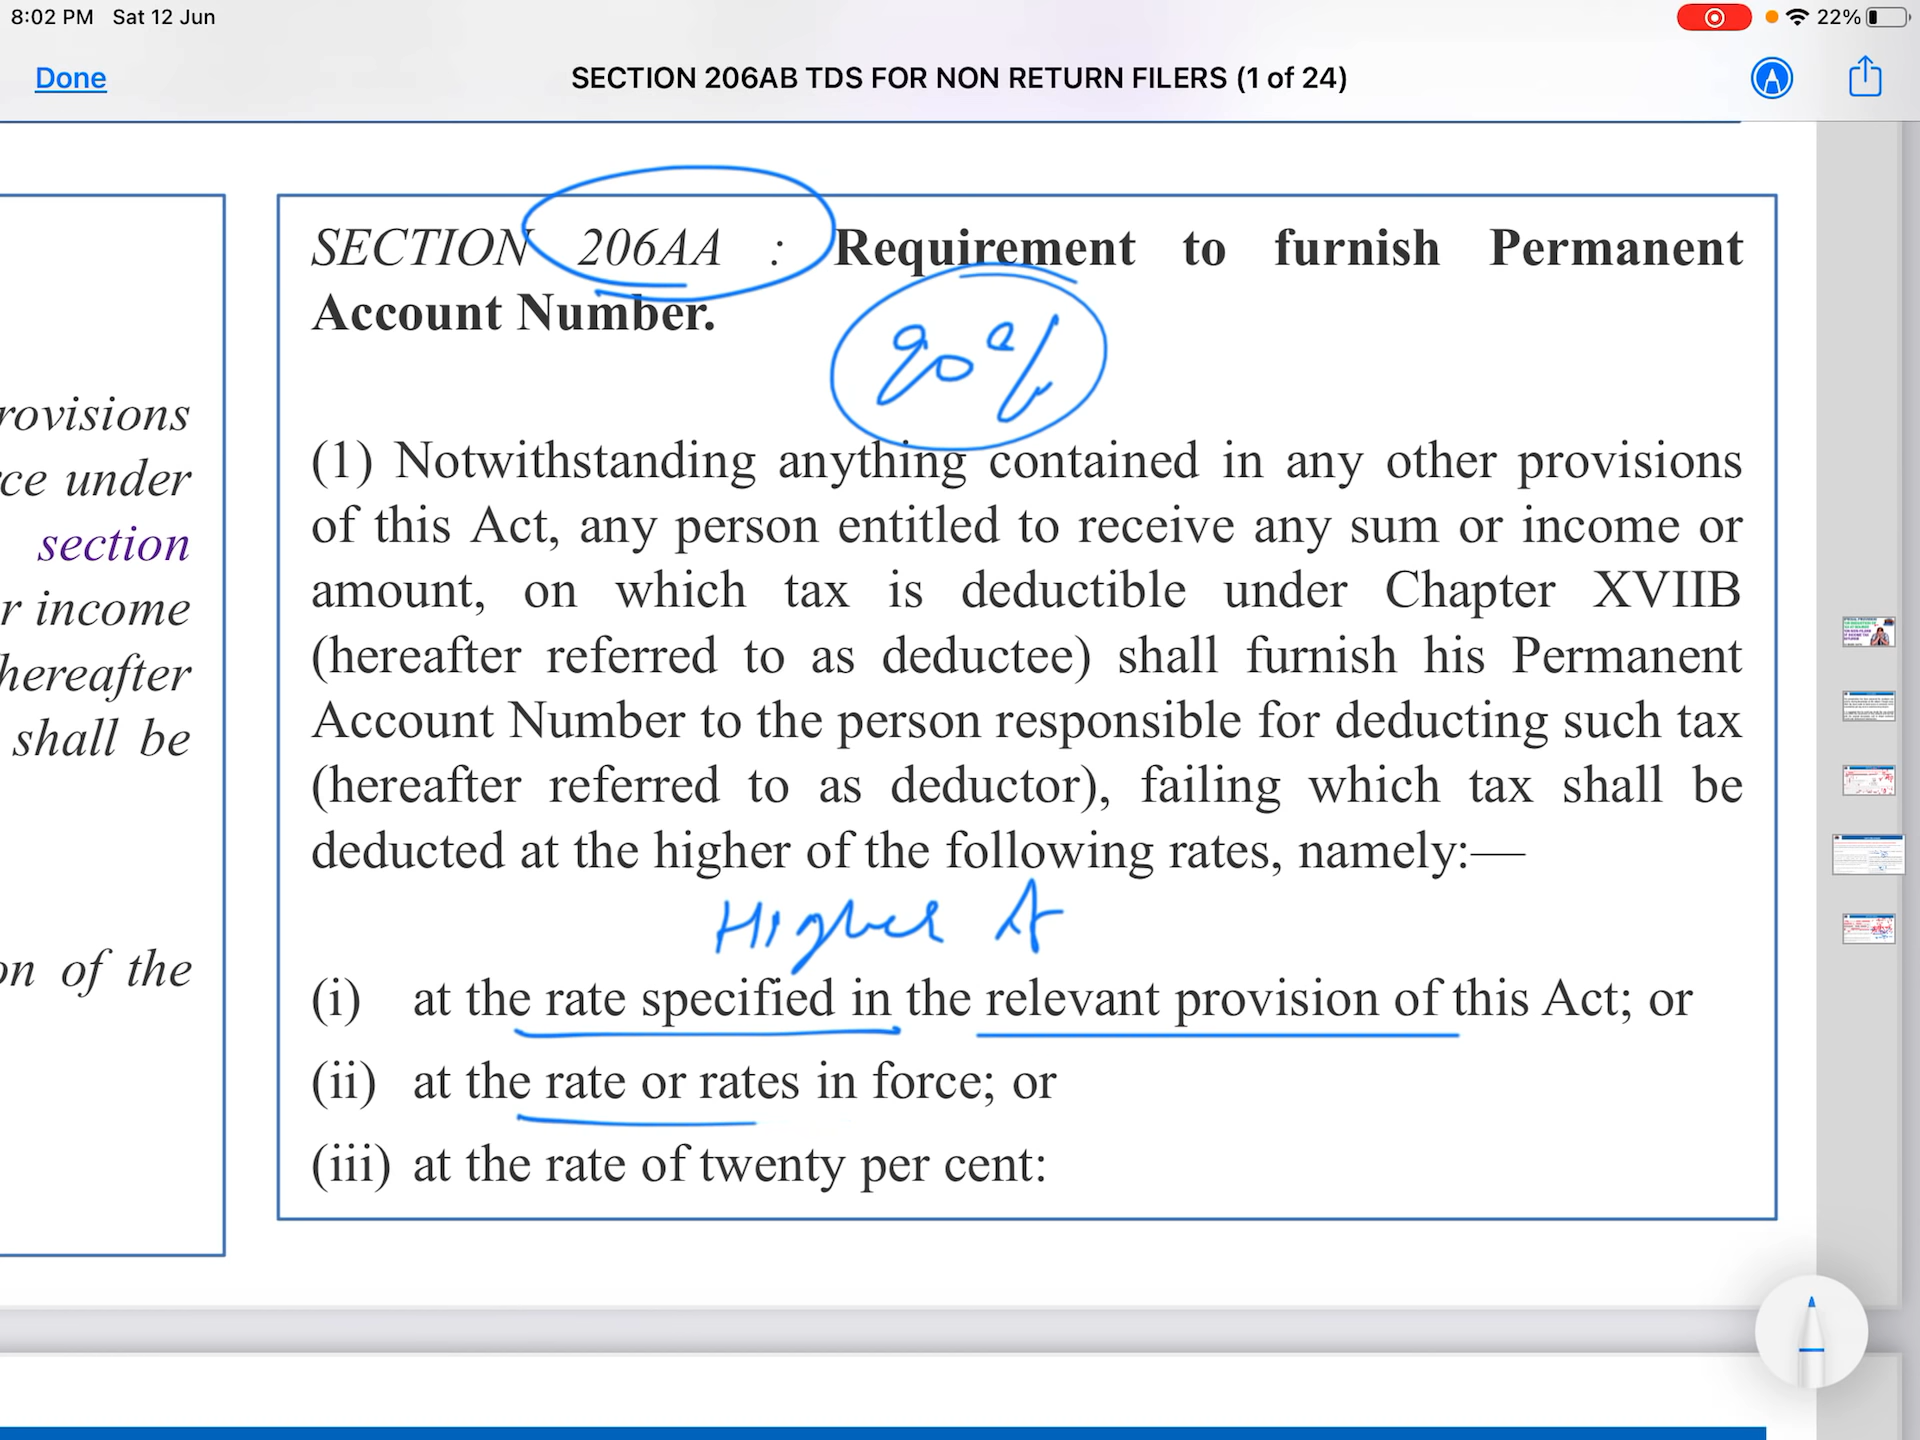 8:02 PM Sat 12 Jun
22%
Done
SECTION 206AB TDS FOR NON RETURN FILERS (1 of 24)
rovisions
ce under
section
r income
hereafter
shall be
on of the
SECTION 206AA : Requirement to furnish Permanent
Account Number.
20%
(1) Notwithstanding anything contained in any other provisions
of this Act, any person entitled to receive any sum or income or
amount, on which tax is deductible under Chapter XVIIB
(hereafter referred to as deductee) shall furnish his Permanent
Account Number to the person responsible for deducting such tax
(hereafter referred to as deductor), failing which tax shall be
deducted at the higher of the following rates, namely:—
Higher
(i) at the rate specified in the relevant provision of this Act; or
(ii) at the rate or rates in force; or
(iii) at the rate of twenty per cent: